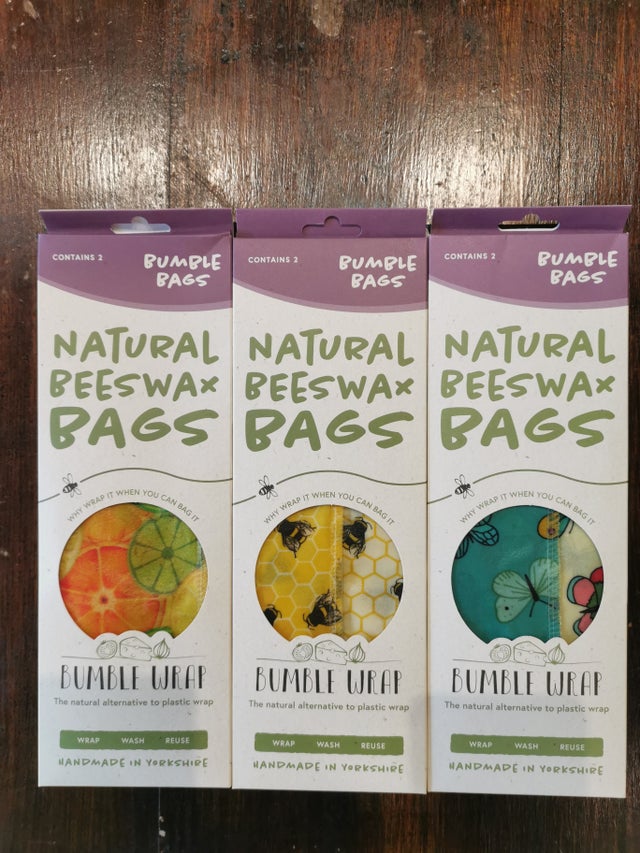 CONTAINS 2
BUMBLE
BAGS
NATURAL
BEESWAX
BAGS
WHY WRAP IT WHEN YOU CAN BAG IT
BUMBLE WRAP
The natural alternative to plastic wrap
WRAP WASH REUSE
HANDMADE IN YORKSHIRE
CONTAINS 2
BUMBLE
BAGS
NATURAL
BEESWAX
BAGS
WHY WRAP IT WHEN YOU CAN BAG IT
BUMBLE WRAP
The natural alternative to plastic wrap
WRAP WASH REUSE
HANDMADE IN YORKSHIRE
CONTAINS 2
BUMBLE
BAGS
NATURAL
BEESWAX
BAGS
WHY WRAP IT WHEN YOU CAN BAG IT
BUMBLE WRAP
The natural alternative to plastic wrap
WRAP WASH REUSE
HANDMADE IN YORKSHIRE